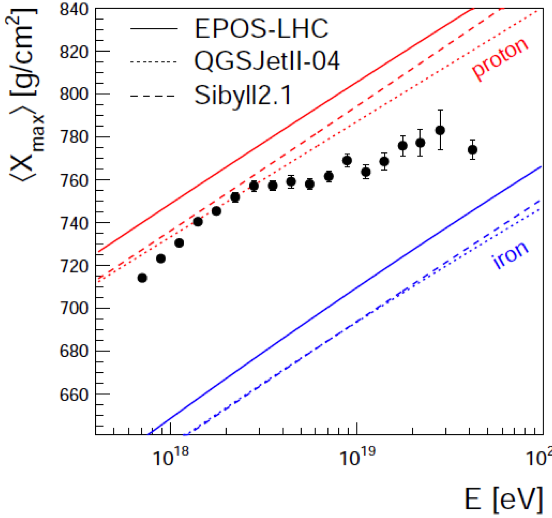 ⟨Xmax⟩ [g/cm²]
840
820
800
780
760
740
720
700
680
660
EPOS-LHC
QGSJetII-04
Sibyll2.1
proton
iron
10¹⁸
10¹⁹
10²
E [eV]